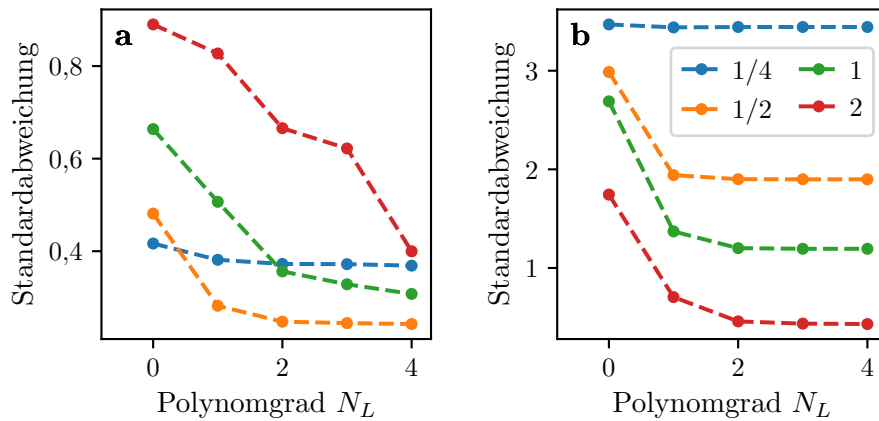 a
0,8
0,6
0,4
Standardabweichung
0
2
4
Polynomgrad N_L
b
1/4
1
1/2
2
3
2
1
Standardabweichung
0
2
4
Polynomgrad N_L